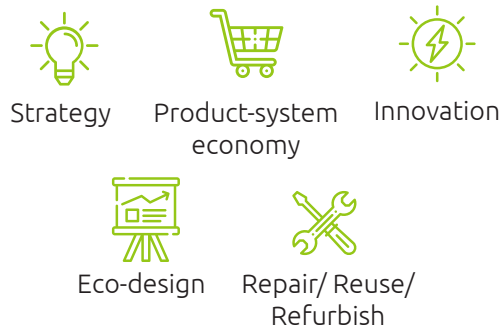 Strategy
Product-system
economy
Innovation
Eco-design
Repair/ Reuse/
Refurbish